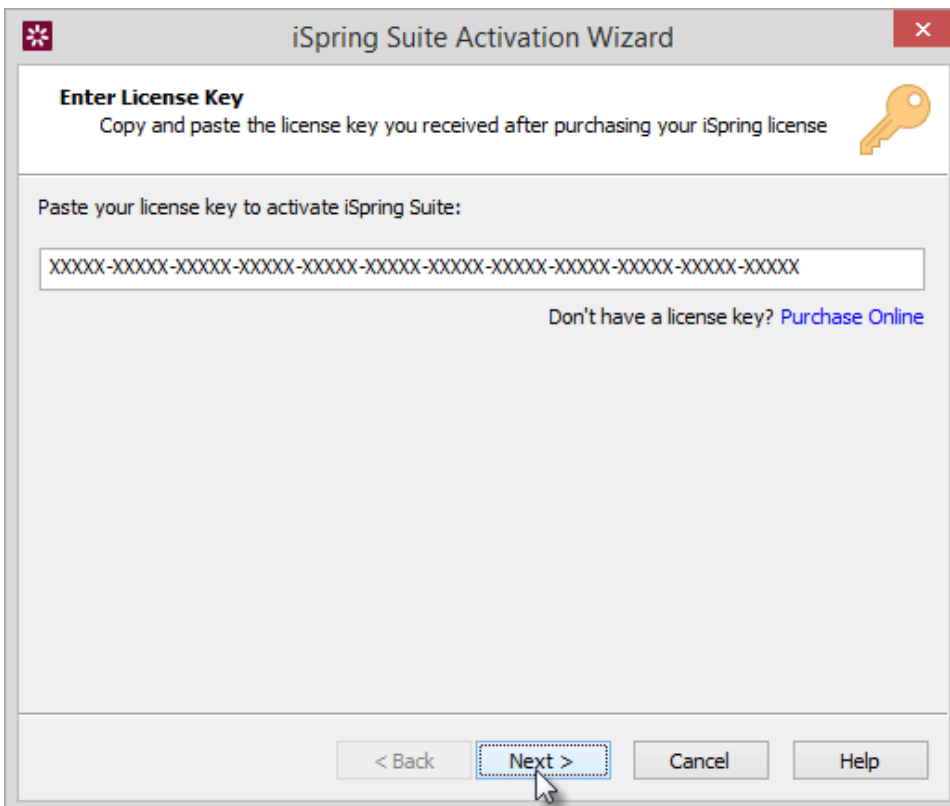 iSpring Suite Activation Wizard
Enter License Key
Copy and paste the license key you received after purchasing your iSpring license
Paste your license key to activate iSpring Suite:
XXXXX-XXXXX-XXXXX-XXXXX-XXXXX-XXXXX-XXXXX-XXXXX-XXXXX-XXXXX-XXXXX-XXXXX
Don't have a license key? Purchase Online
< Back Next > Cancel Help